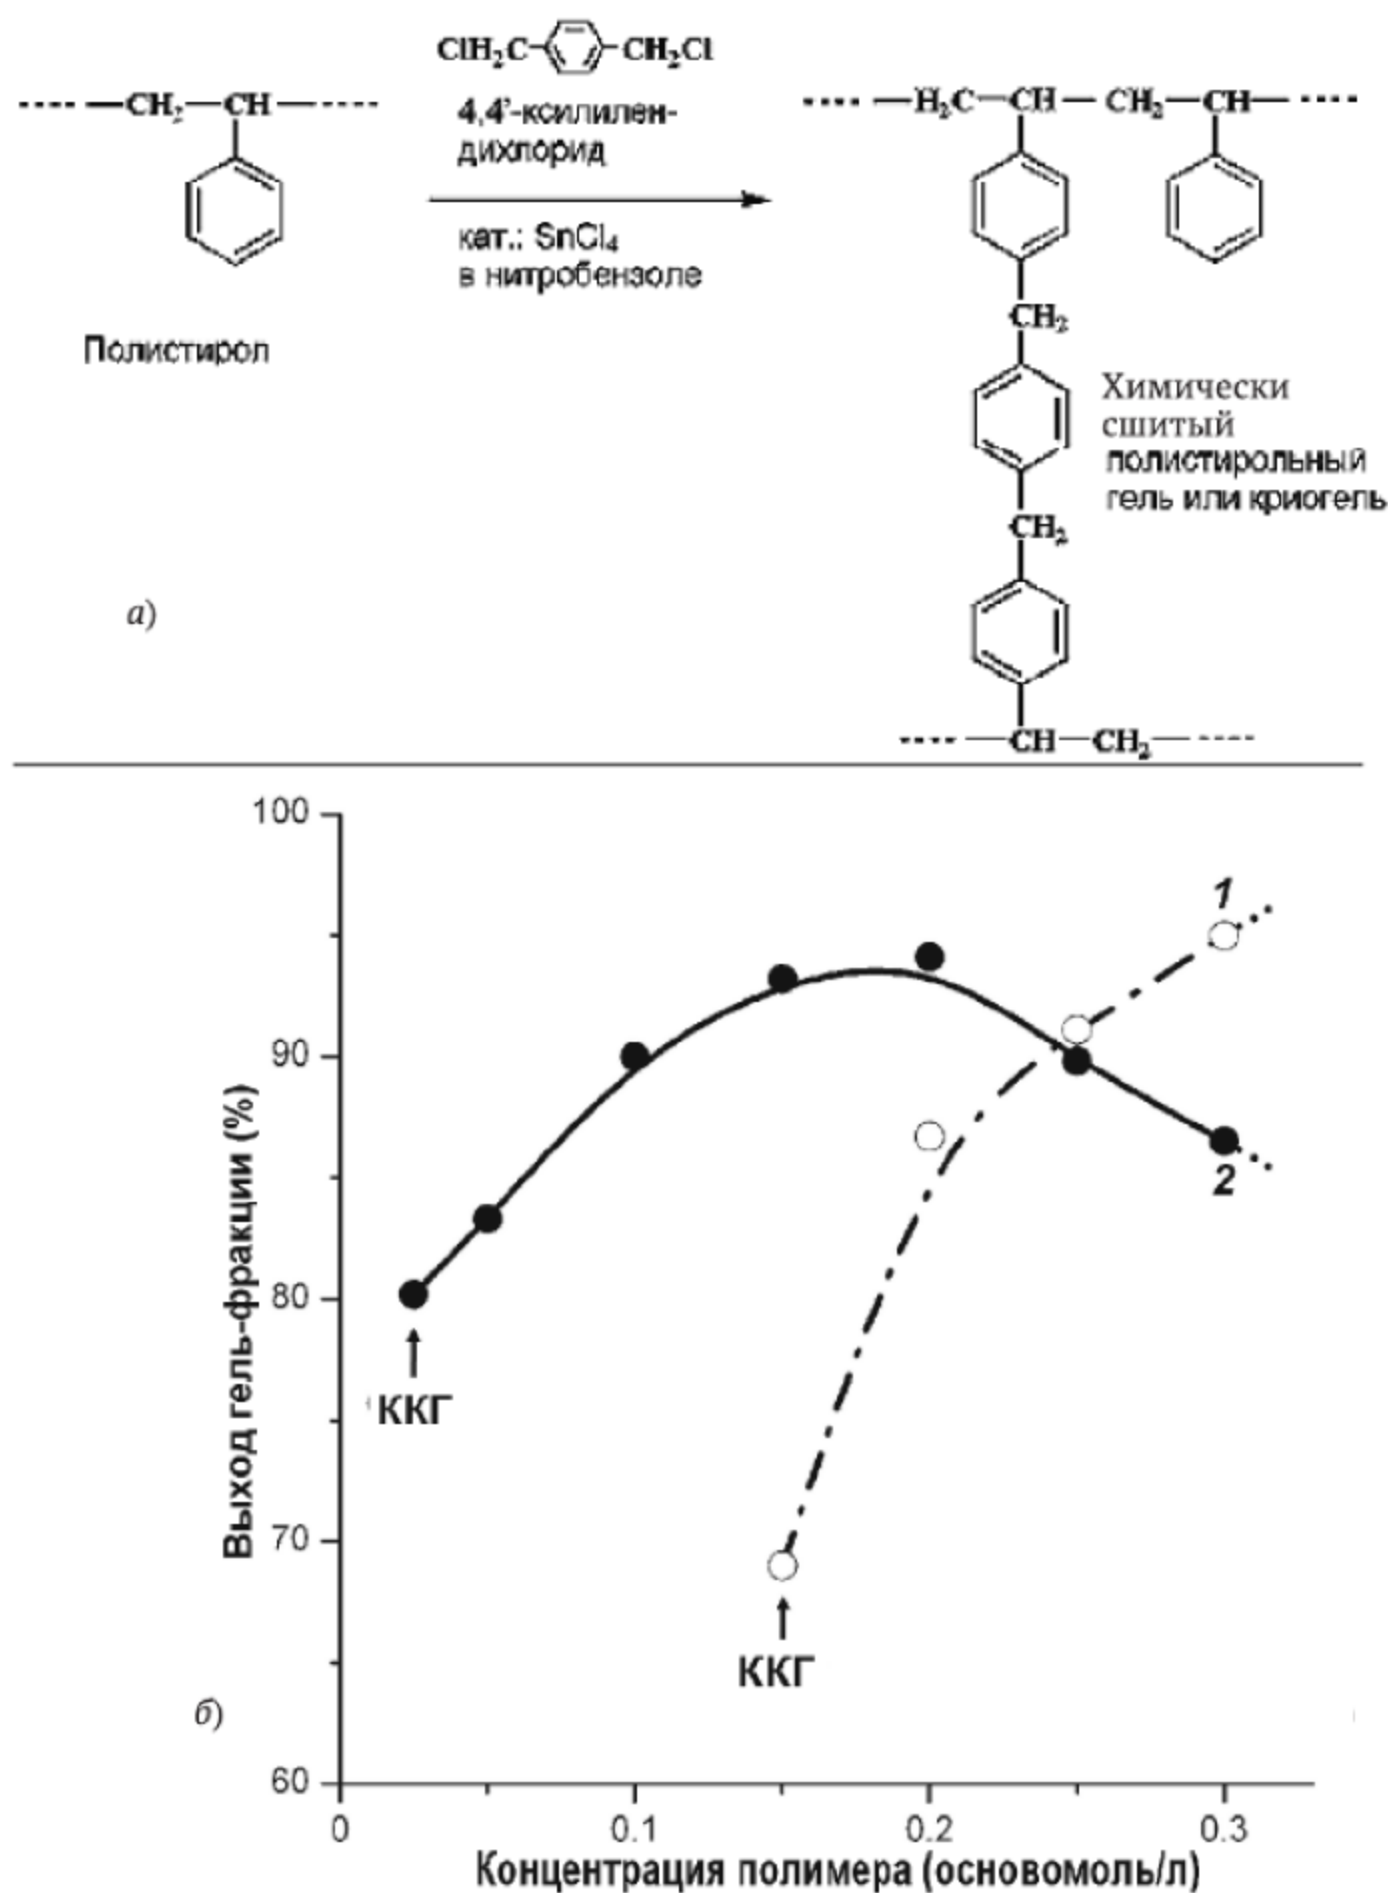 ClH₂C CH₂Cl
4,4'-ксилилен-
дихлорид
CH₂ CH
кат.: SnCl₄
в нитробензоле
Полистирол
H₂C CH CH₂ CH
CH₂
Химически
сшитый
полистирольный
гель или криогель
CH₂
а)
CH CH₂
100
90
80
70
60
Выход гель-фракции (%)
1
2
ККГ
ККГ
б)
0 0.1 0.2 0.3
Концентрация полимера (основомоль/л)